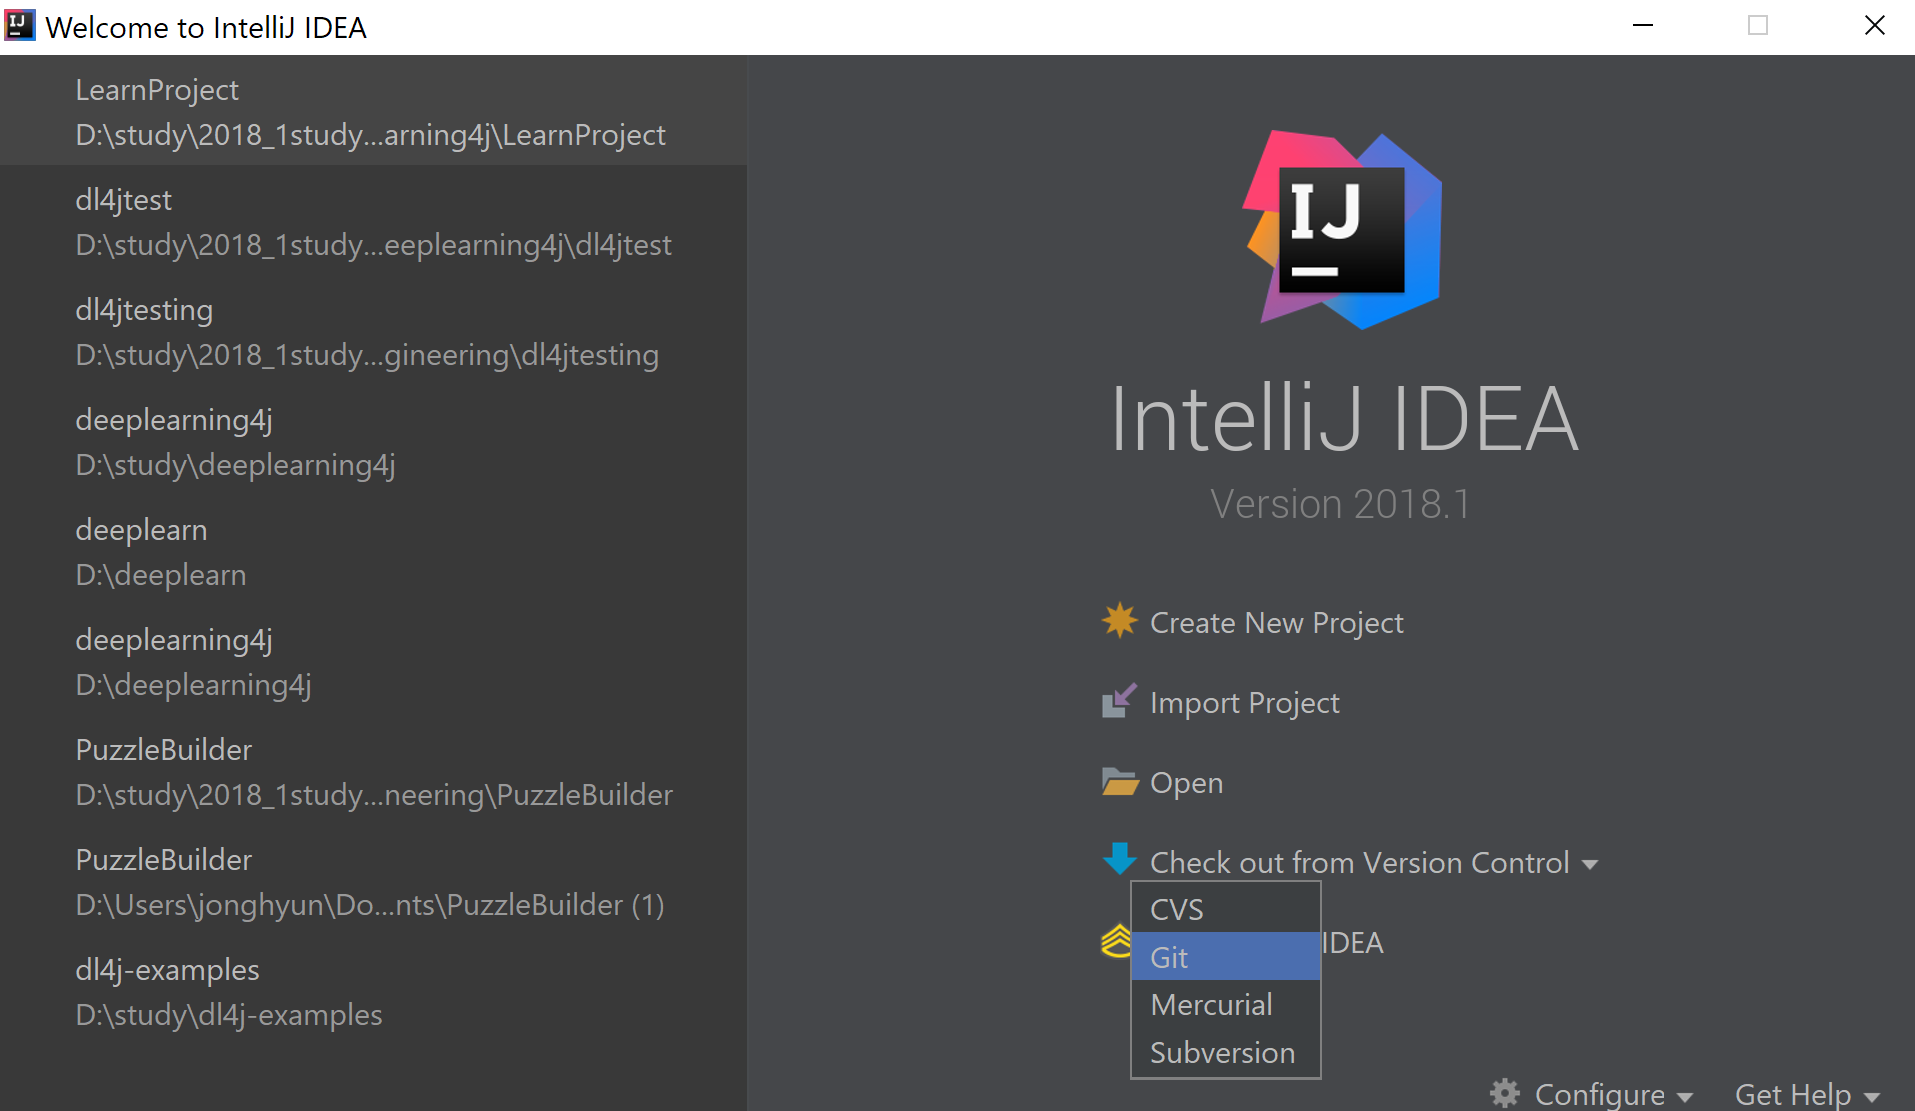 Welcome to IntelliJ IDEA
LearnProject
D:\study\2018_1study...arning4j\LearnProject
dl4jtest
D:\study\2018_1study...eeplearning4j\dl4jtest
dl4jtesting
D:\study\2018_1study...gineering\dl4jtesting
deeplearning4j
D:\study\deeplearning4j
deeplearn
D:\deeplearn
deeplearning4j
D:\deeplearning4j
PuzzleBuilder
D:\study\2018_1study...neering\PuzzleBuilder
PuzzleBuilder
D:\Users\jonghyun\Do...nts\PuzzleBuilder (1)
dl4j-examples
D:\study\dl4j-examples
IJ
IntelliJ IDEA
Version 2018.1
Create New Project
Import Project
Open
Check out from Version Control
CVS
Git
IDEA
Mercurial
Subversion
Configure
Get Help